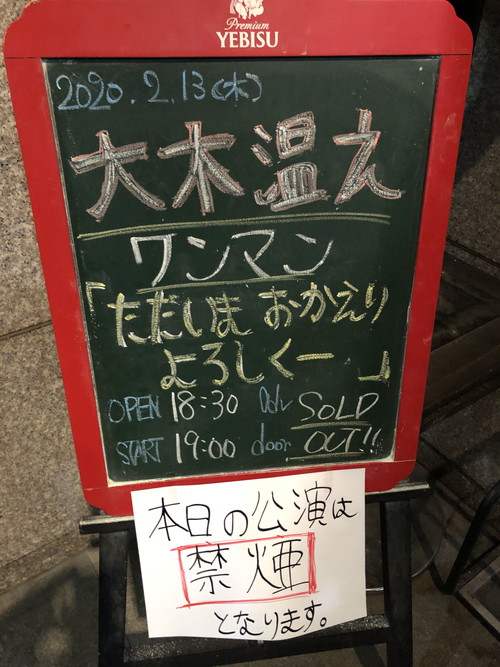 Premium
YEBISU
2020.2.13(木)
大木温え
ワンマン
「ただいま おかえり
よろしくー 」
OPEN 18:30 Adv SOLD
START 19:00 door OUT!!
本日の公演は
禁煙
となります。